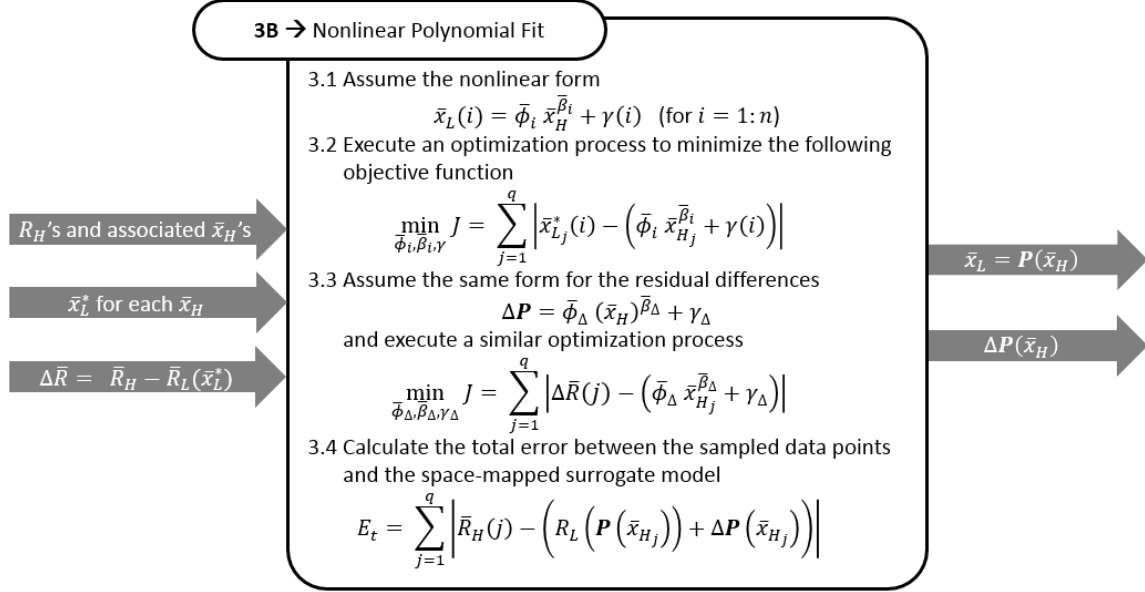 3B → Nonlinear Polynomial Fit
3.1 Assume the nonlinear form
x̄_L(i) = φ̄_i x̄_H^β̄_i + γ(i) (for i = 1: n)
3.2 Execute an optimization process to minimize the following
objective function
min_{φ̄_i,β̄_i,γ} J = ∑_{j=1}^{q} |x̄*_{L_j}(i) − (φ̄_i x̄_{H_j}^{β̄_i} + γ(i))|
R_H's and associated x̄_H's
3.3 Assume the same form for the residual differences
x̄_L = P(x̄_H)
x̄*_L for each x̄_H
ΔP = φ̄_Δ (x̄_H)^{β̄_Δ} + γ_Δ
and execute a similar optimization process
ΔP(x̄_H)
ΔR̄ = R̄_H − R̄_L(x̄*_L)
min_{φ̄_Δ,β̄_Δ,γ_Δ} J = ∑_{j=1}^{q} |ΔR̄(j) − (φ̄_Δ x̄_{H_j}^{β̄_Δ} + γ_Δ)|
3.4 Calculate the total error between the sampled data points
and the space-mapped surrogate model
E_t = ∑_{j=1}^{q} |R̄_H(j) − (R_L(P(x̄_{H_j})) + ΔP(x̄_{H_j}))|